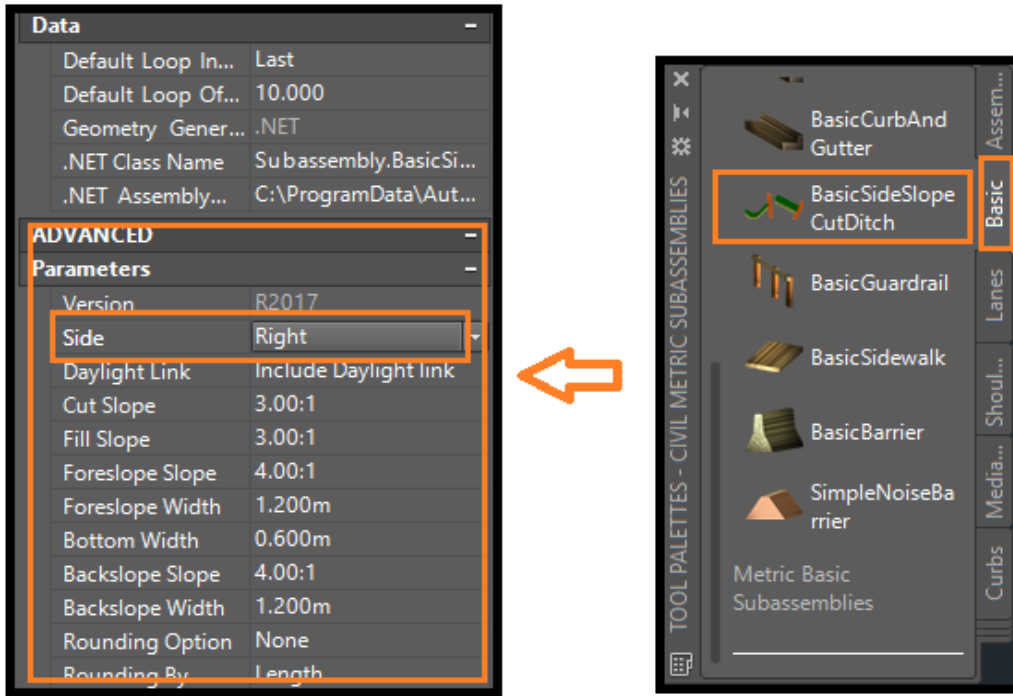 Data
Default Loop In... Last
Default Loop Of... 10.000
Geometry Gener... .NET
.NET Class Name Subassembly.BasicSi...
.NET Assembly... C:\ProgramData\Aut...
ADVANCED
Parameters
Version R2017
Side Right
Daylight Link Include Daylight link
Cut Slope 3.00:1
Fill Slope 3.00:1
Foreslope Slope 4.00:1
Foreslope Width 1.200m
Bottom Width 0.600m
Backslope Slope 4.00:1
Backslope Width 1.200m
Rounding Option None
Rounding By Length
TOOL PALETTES - CIVIL METRIC SUBASSEMBLIES
BasicCurbAnd
Gutter
BasicSideSlope
CutDitch
BasicGuardrail
BasicSidewalk
BasicBarrier
SimpleNoiseBa
rrier
Metric Basic
Subassemblies
Assem...
Basic
Lanes
Shoul...
Media...
Curbs